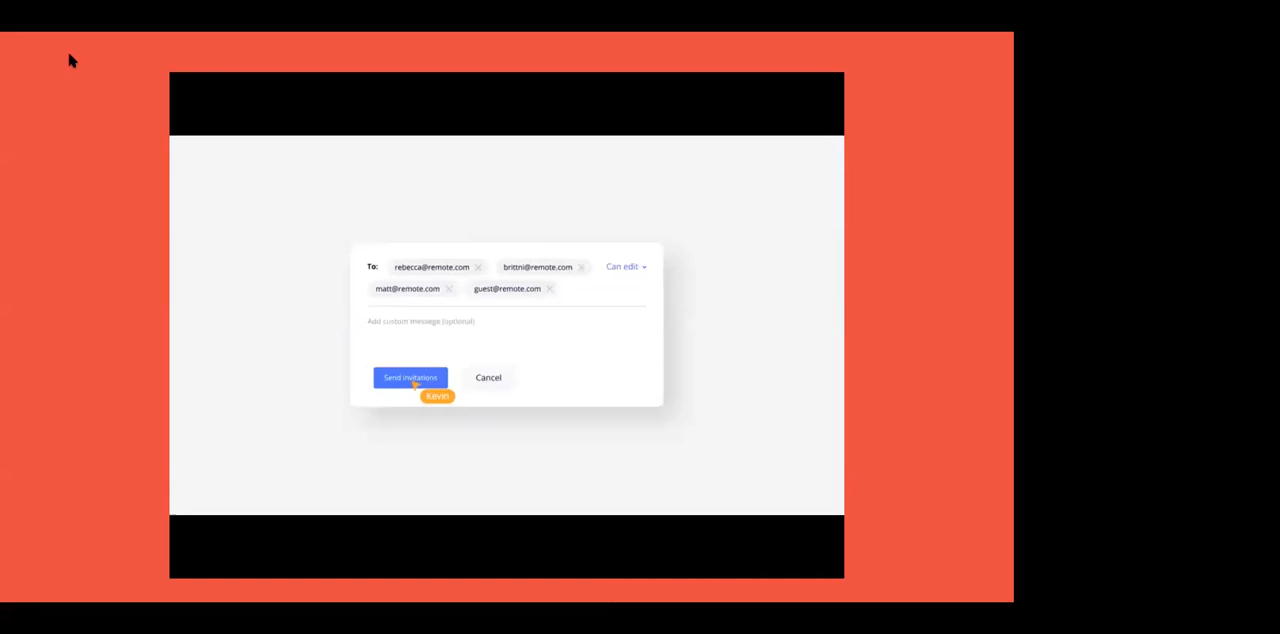 To: rebecca@remote.com brittni@remote.com Can edit
matt@remote.com guest@remote.com
Add custom message (optional)
Send invitations Cancel
Kevin